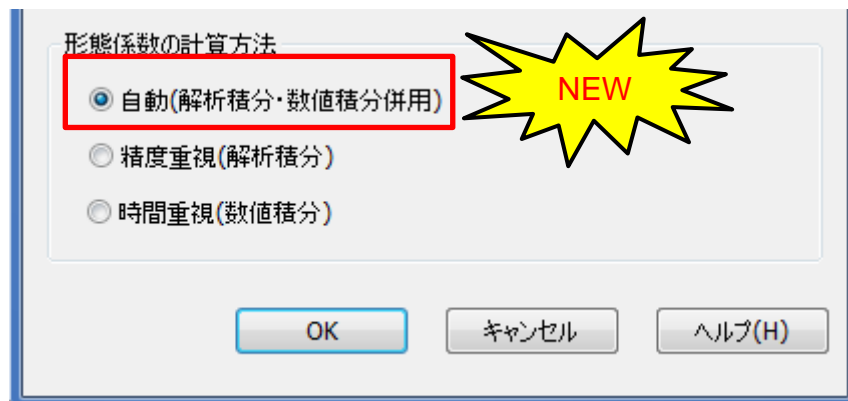 形態係数の計算方法
自動(解析積分・数値積分併用)
NEW
精度重視(解析積分)
時間重視(数値積分)
OK
キャンセル
ヘルプ(H)